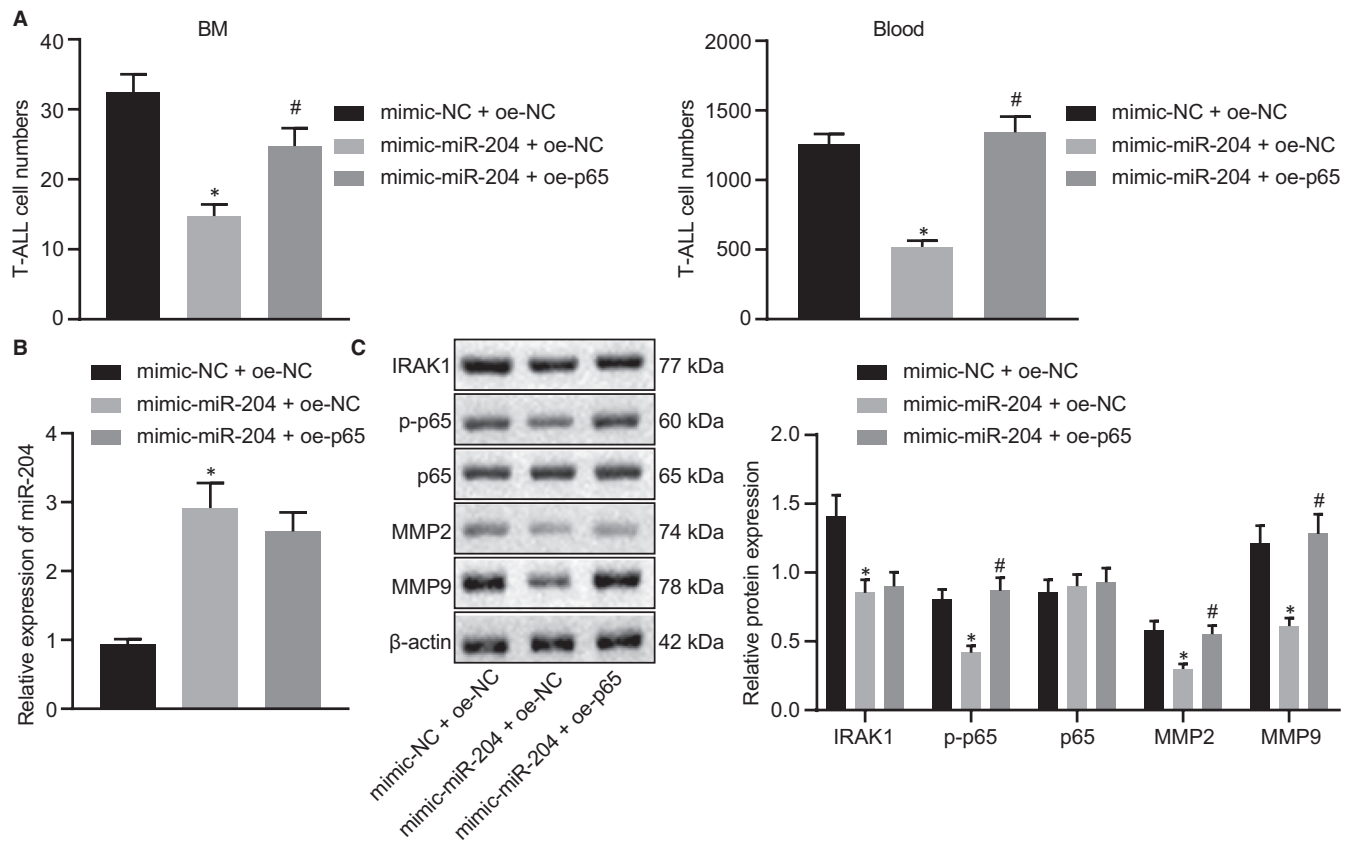 A
BM
T-ALL cell numbers
40
30
20
10
0
*
#
mimic-NC + oe-NC
mimic-miR-204 + oe-NC
mimic-miR-204 + oe-p65
Blood
T-ALL cell numbers
2000
1500
1000
500
0
*
#
mimic-NC + oe-NC
mimic-miR-204 + oe-NC
mimic-miR-204 + oe-p65
B
mimic-NC + oe-NC
mimic-miR-204 + oe-NC
mimic-miR-204 + oe-p65
Relative expression of miR-204
4
3
2
1
0
*
C
IRAK1 77 kDa
p-p65 60 kDa
p65 65 kDa
MMP2 74 kDa
MMP9 78 kDa
β-actin 42 kDa
mimic-NC + oe-NC
mimic-miR-204 + oe-NC
mimic-miR-204 + oe-p65
mimic-NC + oe-NC
mimic-miR-204 + oe-NC
mimic-miR-204 + oe-p65
Relative protein expression
2.0
1.5
1.0
0.5
0.0
*
*
#
*
#
*
#
IRAK1 p-p65 p65 MMP2 MMP9